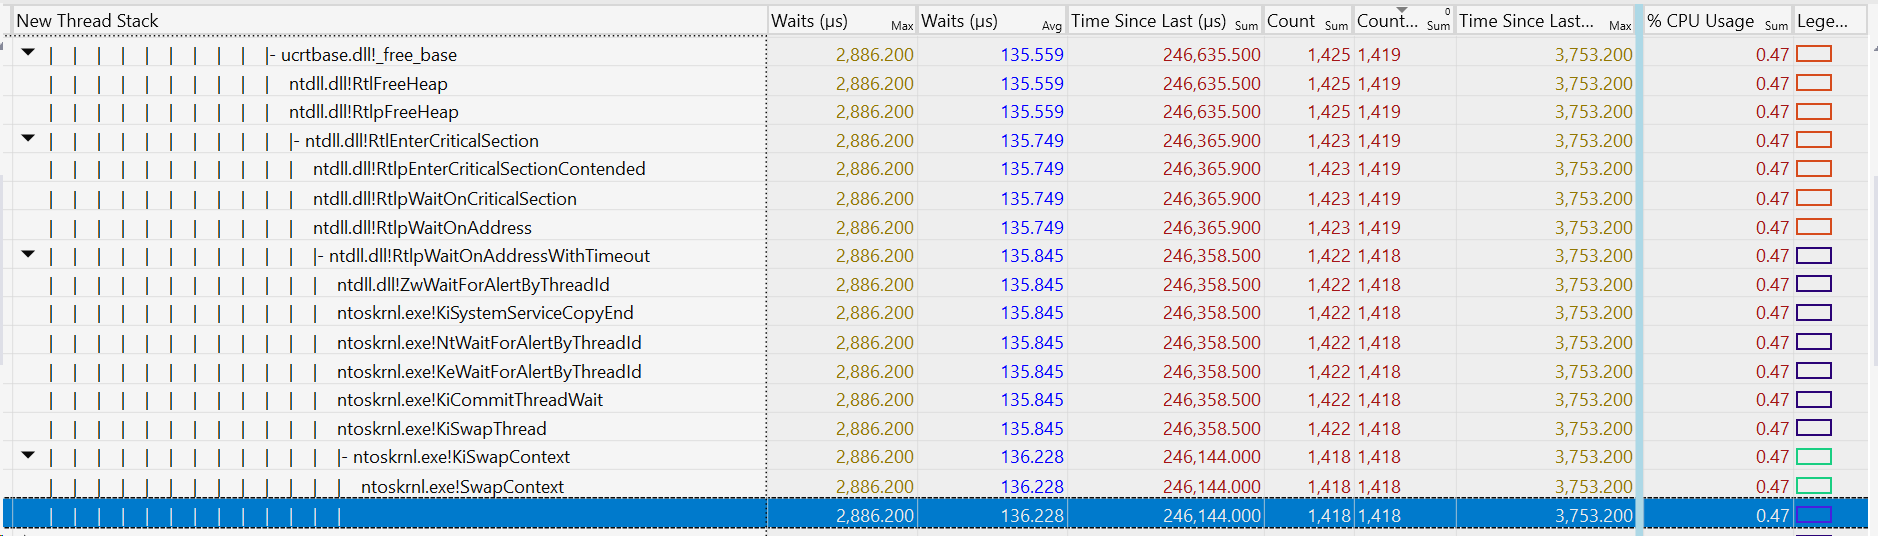 New Thread Stack Waits (µs) Max Waits (µs) Avg Time Since Last (µs) Sum Count Sum Count... 0 Sum Time Since Last... Max % CPU Usage Sum Lege...
|- ucrtbase.dll!_free_base 2,886.200 135.559 246,635.500 1,425 1,419 3,753.200 0.47
ntdll.dll!RtlFreeHeap 2,886.200 135.559 246,635.500 1,425 1,419 3,753.200 0.47
ntdll.dll!RtlpFreeHeap 2,886.200 135.559 246,635.500 1,425 1,419 3,753.200 0.47
|- ntdll.dll!RtlEnterCriticalSection 2,886.200 135.749 246,365.900 1,423 1,419 3,753.200 0.47
ntdll.dll!RtlpEnterCriticalSectionContended 2,886.200 135.749 246,365.900 1,423 1,419 3,753.200 0.47
ntdll.dll!RtlpWaitOnCriticalSection 2,886.200 135.749 246,365.900 1,423 1,419 3,753.200 0.47
ntdll.dll!RtlpWaitOnAddress 2,886.200 135.749 246,365.900 1,423 1,419 3,753.200 0.47
|- ntdll.dll!RtlpWaitOnAddressWithTimeout 2,886.200 135.845 246,358.500 1,422 1,418 3,753.200 0.47
ntdll.dll!ZwWaitForAlertByThreadId 2,886.200 135.845 246,358.500 1,422 1,418 3,753.200 0.47
ntoskrnl.exe!KiSystemServiceCopyEnd 2,886.200 135.845 246,358.500 1,422 1,418 3,753.200 0.47
ntoskrnl.exe!NtWaitForAlertByThreadId 2,886.200 135.845 246,358.500 1,422 1,418 3,753.200 0.47
ntoskrnl.exe!KeWaitForAlertByThreadId 2,886.200 135.845 246,358.500 1,422 1,418 3,753.200 0.47
ntoskrnl.exe!KiCommitThreadWait 2,886.200 135.845 246,358.500 1,422 1,418 3,753.200 0.47
ntoskrnl.exe!KiSwapThread 2,886.200 135.845 246,358.500 1,422 1,418 3,753.200 0.47
|- ntoskrnl.exe!KiSwapContext 2,886.200 136.228 246,144.000 1,418 1,418 3,753.200 0.47
ntoskrnl.exe!SwapContext 2,886.200 136.228 246,144.000 1,418 1,418 3,753.200 0.47
2,886.200 136.228 246,144.000 1,418 1,418 3,753.200 0.47